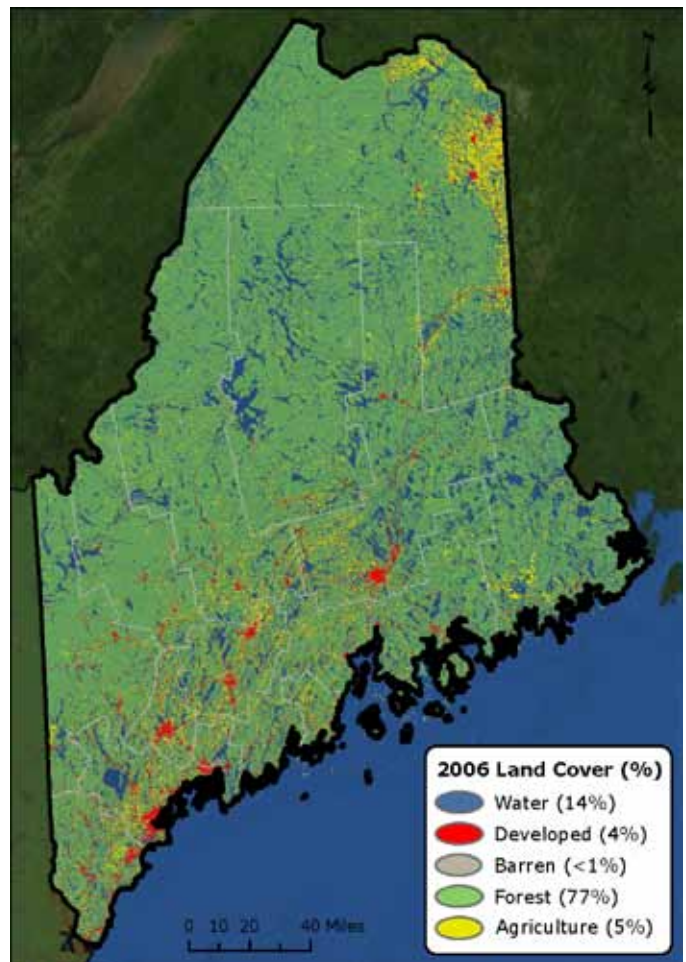 N
2006 Land Cover (%)
Water (14%)
Developed (4%)
Barren (<1%)
Forest (77%)
Agriculture (5%)
0 10 20 40 Miles